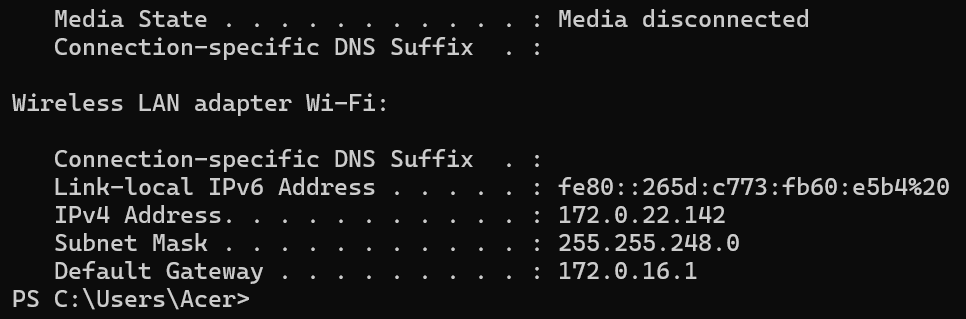 Media State . . . . . . . . . . . : Media disconnected
Connection-specific DNS Suffix  . :
Wireless LAN adapter Wi-Fi:
Connection-specific DNS Suffix  . :
Link-local IPv6 Address . . . . . : fe80::265d:c773:fb60:e5b4%20
IPv4 Address. . . . . . . . . . . : 172.0.22.142
Subnet Mask . . . . . . . . . . . : 255.255.248.0
Default Gateway . . . . . . . . . : 172.0.16.1
PS C:\Users\Acer>